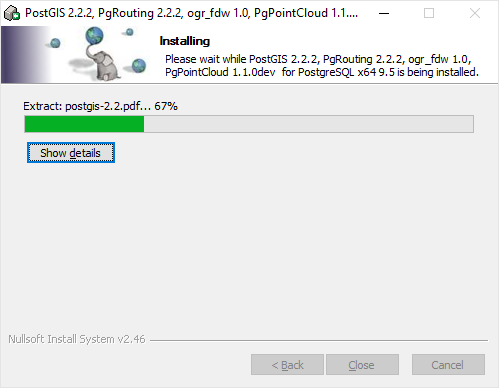 PostGIS 2.2.2, PgRouting 2.2.2, ogr_fdw 1.0, PgPointCloud 1.1....
Installing
Please wait while PostGIS 2.2.2, PgRouting 2.2.2, ogr_fdw 1.0,
PgPointCloud 1.1.0dev for PostgreSQL x64 9.5 is being installed.
Extract: postgis-2.2.pdf... 67%
Show details
Nullsoft Install System v2.46
< Back
Close
Cancel